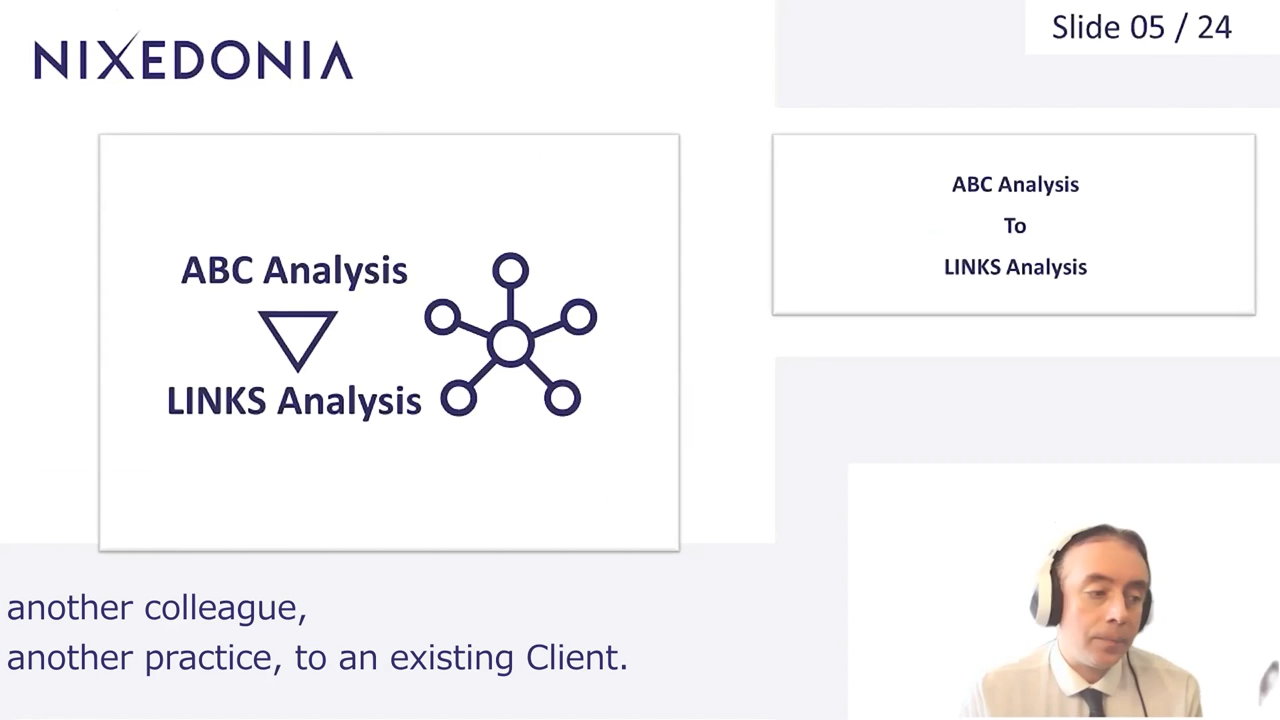 NIXEDONIA
Slide 05 / 24
ABC Analysis
LINKS Analysis
ABC Analysis
To
LINKS Analysis
another colleague,
another practice, to an existing Client.